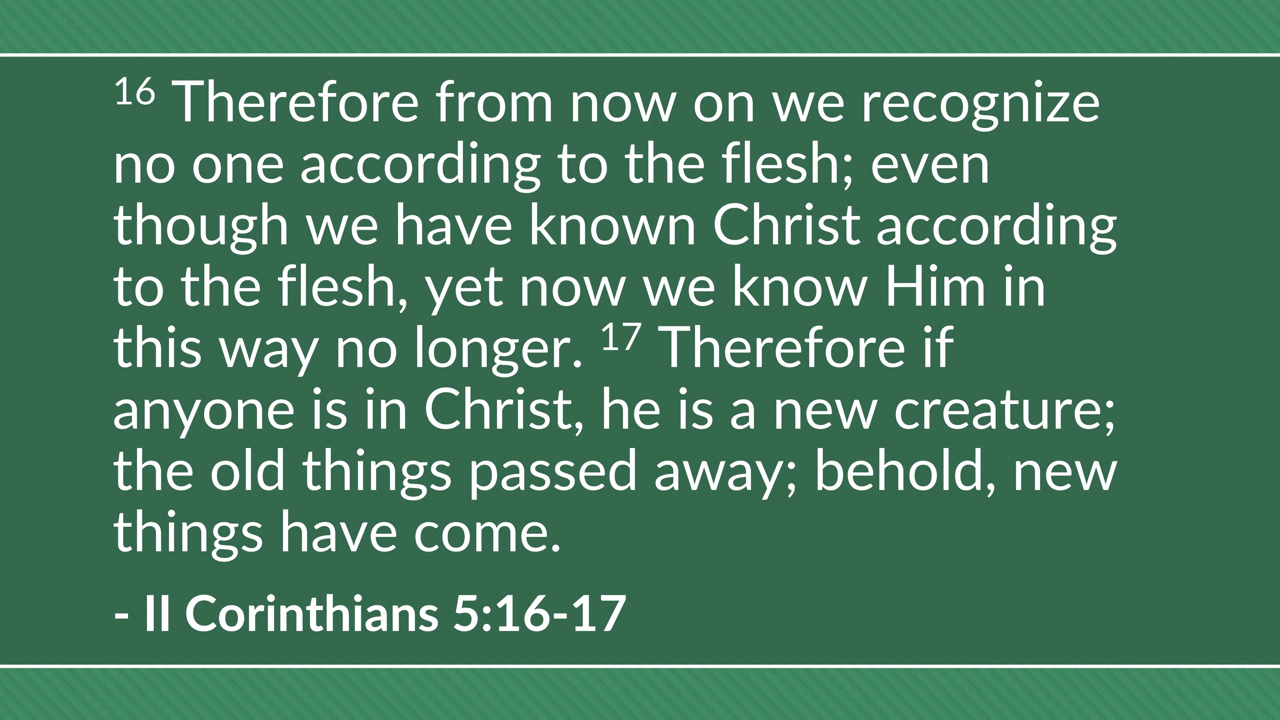 16 Therefore from now on we recognize
no one according to the flesh; even
though we have known Christ according
to the flesh, yet now we know Him in
this way no longer. 17 Therefore if
anyone is in Christ, he is a new creature;
the old things passed away; behold, new
things have come.
- II Corinthians 5:16-17